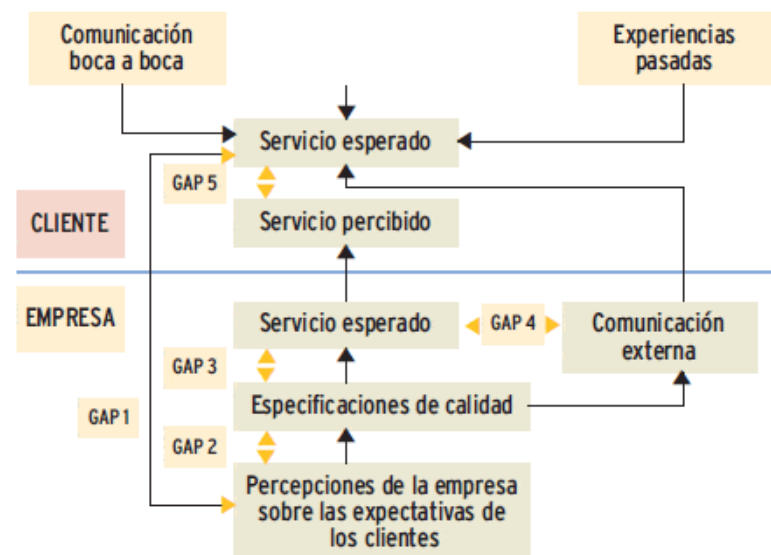 Comunicación
boca a boca
Experiencias
pasadas
Servicio esperado
GAP 5
CLIENTE
Servicio percibido
EMPRESA
Servicio esperado
GAP 4
Comunicación
externa
GAP 3
Especificaciones de calidad
GAP 1
GAP 2
Percepciones de la empresa
sobre las expectativas de
los clientes